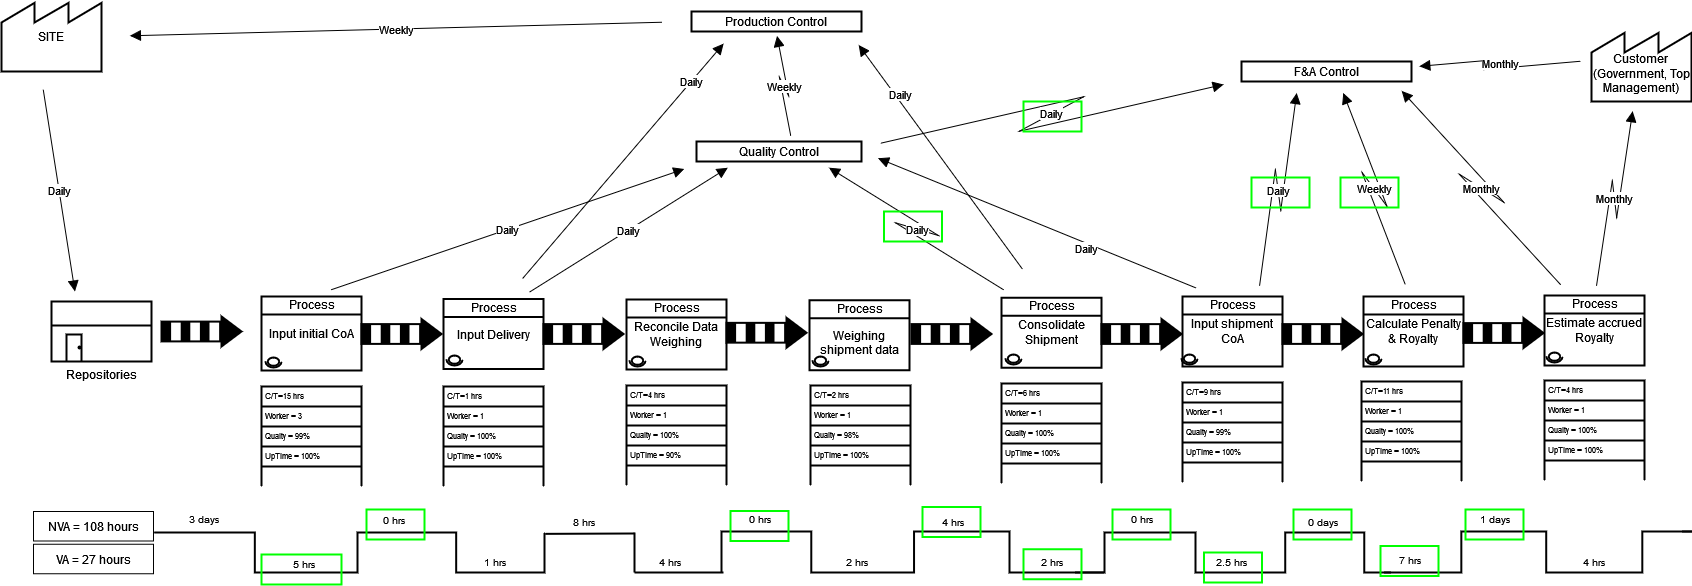 SITE
Production Control
Weekly
Customer
(Government, Top
Management)
F&A Control
Monthly
Daily
Weekly
Daily
Daily
Quality Control
Daily
Daily
Daily
Weekly
Monthly
Monthly
Daily
Daily
Daily
Daily
Repositories
Process
Input initial CoA
Process
Input Delivery
Process
Reconcile Data
Weighing
Process
Weighing
shipment data
Process
Consolidate
Shipment
Process
Input shipment
CoA
Process
Calculate Penalty
& Royalty
Process
Estimate accrued
Royalty
C/T=15 hrs
Worker = 3
Quality = 99%
UpTime = 100%
C/T=1 hrs
Worker = 1
Quality = 100%
UpTime = 100%
C/T=4 hrs
Worker = 1
Quality = 100%
UpTime = 90%
C/T=2 hrs
Worker = 1
Quality = 98%
UpTime = 100%
C/T=6 hrs
Worker = 1
Quality = 100%
UpTime = 100%
C/T=9 hrs
Worker = 1
Quality = 99%
UpTime = 100%
C/T=11 hrs
Worker = 1
Quality = 100%
UpTime = 100%
C/T=4 hrs
Worker = 1
Quality = 100%
UpTime = 100%
NVA = 108 hours
3 days
0 hrs
8 hrs
0 hrs
4 hrs
0 hrs
0 days
1 days
VA = 27 hours
5 hrs
1 hrs
4 hrs
2 hrs
2 hrs
2.5 hrs
7 hrs
4 hrs